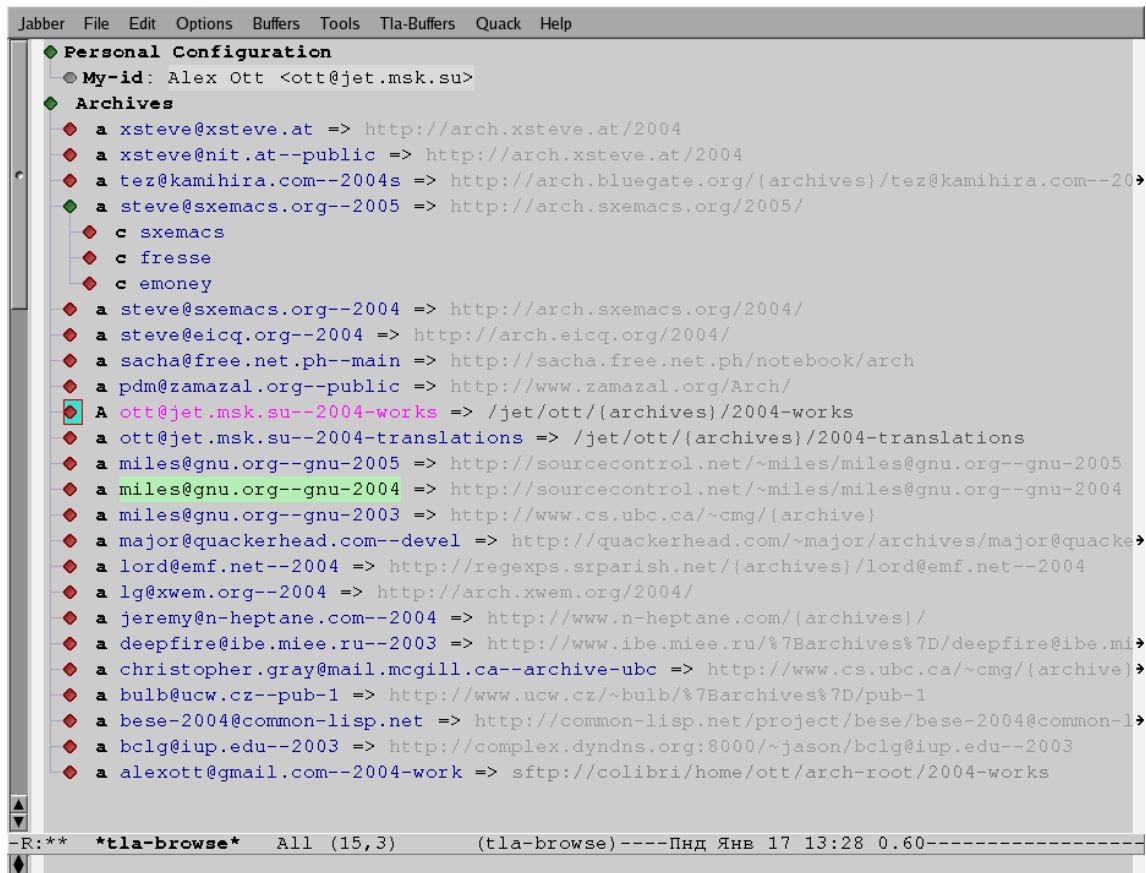 Jabber File Edit Options Buffers Tools Tla-Buffers Quack Help
Personal Configuration
My-id: Alex Ott <ott@jet.msk.su>
Archives
a xsteve@xsteve.at => http://arch.xsteve.at/2004
a xsteve@nit.at--public => http://arch.xsteve.at/2004
a tez@kamihira.com--2004s => http://arch.bluegate.org/{archives}/tez@kamihira.com--20
a steve@sxemacs.org--2005 => http://arch.sxemacs.org/2005/
c sxemacs
c fresse
c emoney
a steve@sxemacs.org--2004 => http://arch.sxemacs.org/2004/
a steve@eicq.org--2004 => http://arch.eicq.org/2004/
a sacha@free.net.ph--main => http://sacha.free.net.ph/notebook/arch
a pdm@zamazal.org--public => http://www.zamazal.org/Arch/
A ott@jet.msk.su--2004-works => /jet/ott/{archives}/2004-works
a ott@jet.msk.su--2004-translations => /jet/ott/{archives}/2004-translations
a miles@gnu.org--gnu-2005 => http://sourcecontrol.net/~miles/miles@gnu.org--gnu-2005
a miles@gnu.org--gnu-2004 => http://sourcecontrol.net/~miles/miles@gnu.org--gnu-2004
a miles@gnu.org--gnu-2003 => http://www.cs.ubc.ca/~cmg/{archive}
a major@quackerhead.com--devel => http://quackerhead.com/~major/archives/major@quacke
a lord@emf.net--2004 => http://regexps.srparish.net/{archives}/lord@emf.net--2004
a lg@xwem.org--2004 => http://arch.xwem.org/2004/
a jeremy@n-heptane.com--2004 => http://www.n-heptane.com/{archives}/
a deepfire@ibe.miee.ru--2003 => http://www.ibe.miee.ru/%7Barchives%7D/deepfire@ibe.mi
a christopher.gray@mail.mcgill.ca--archive-ubc => http://www.cs.ubc.ca/~cmg/{archive}
a bulb@ucw.cz--pub-1 => http://www.ucw.cz/~bulb/%7Barchives%7D/pub-1
a bese-2004@common-lisp.net => http://common-lisp.net/project/bese/bese-2004@common-l
a bclg@iup.edu--2003 => http://complex.dyndns.org:8000/~jason/bclg@iup.edu--2003
a alexott@gmail.com--2004-work => sftp://colibri/home/ott/arch-root/2004-works
-R:** *tla-browse* All (15,3) (tla-browse)----Пнд Янв 17 13:28 0.60------------------